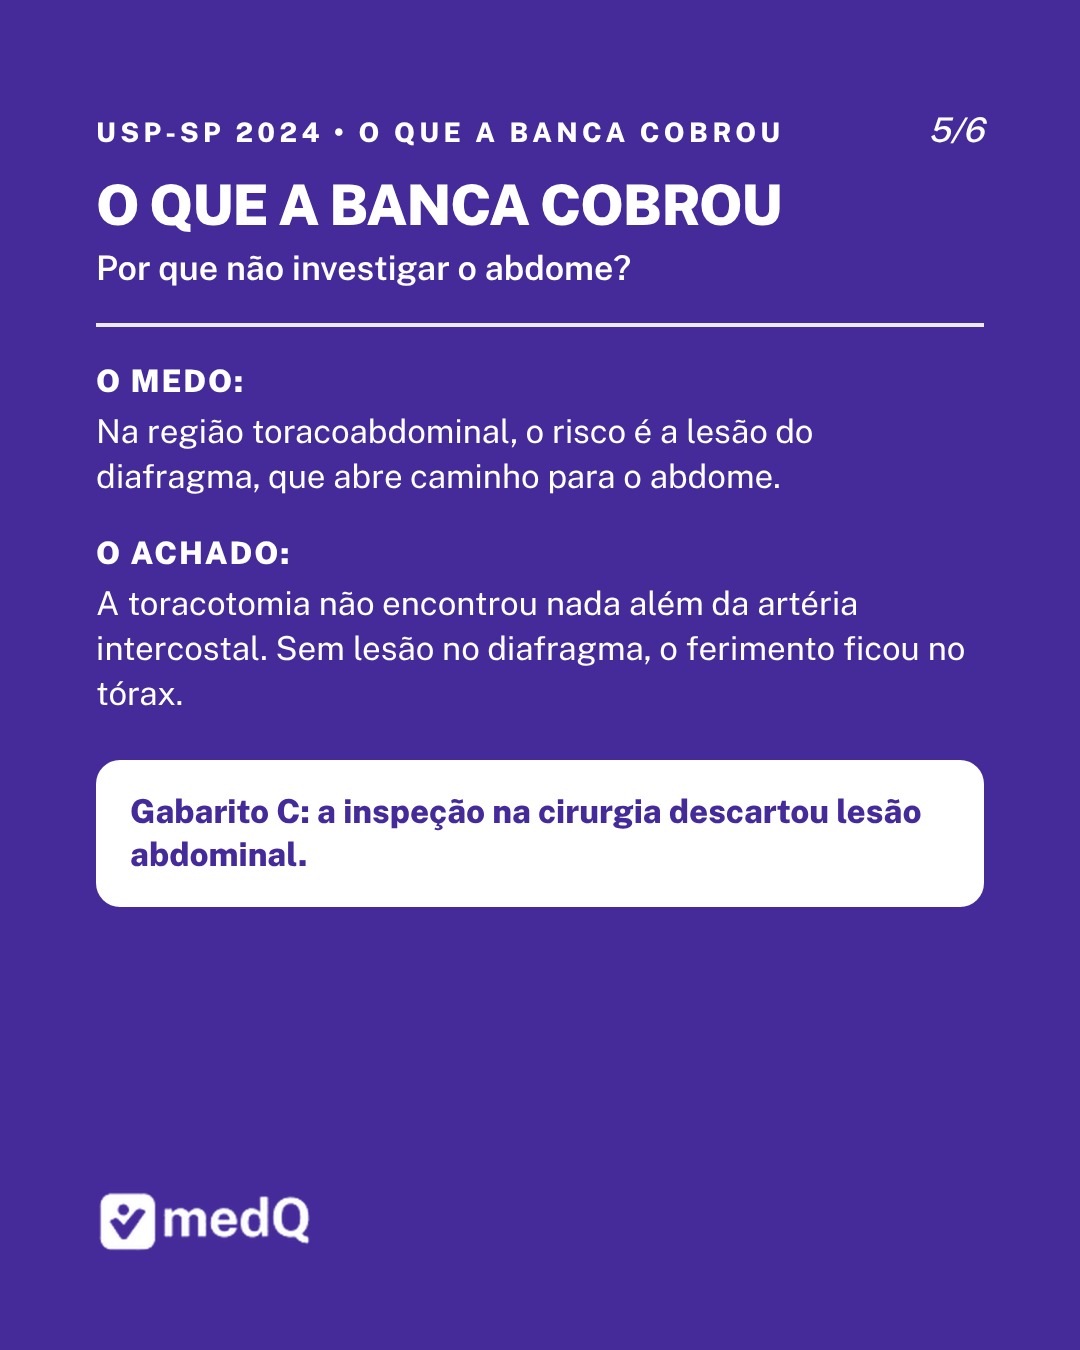 USP-SP 2024 • O QUE A BANCA COBROU
5/6
O QUE A BANCA COBROU
Por que não investigar o abdome?
O MEDO:
Na região toracoabdominal, o risco é a lesão do
diafragma, que abre caminho para o abdome.
O ACHADO:
A toracotomia não encontrou nada além da artéria
intercostal. Sem lesão no diafragma, o ferimento ficou no
tórax.
Gabarito C: a inspeção na cirurgia descartou lesão
abdominal.
medQ